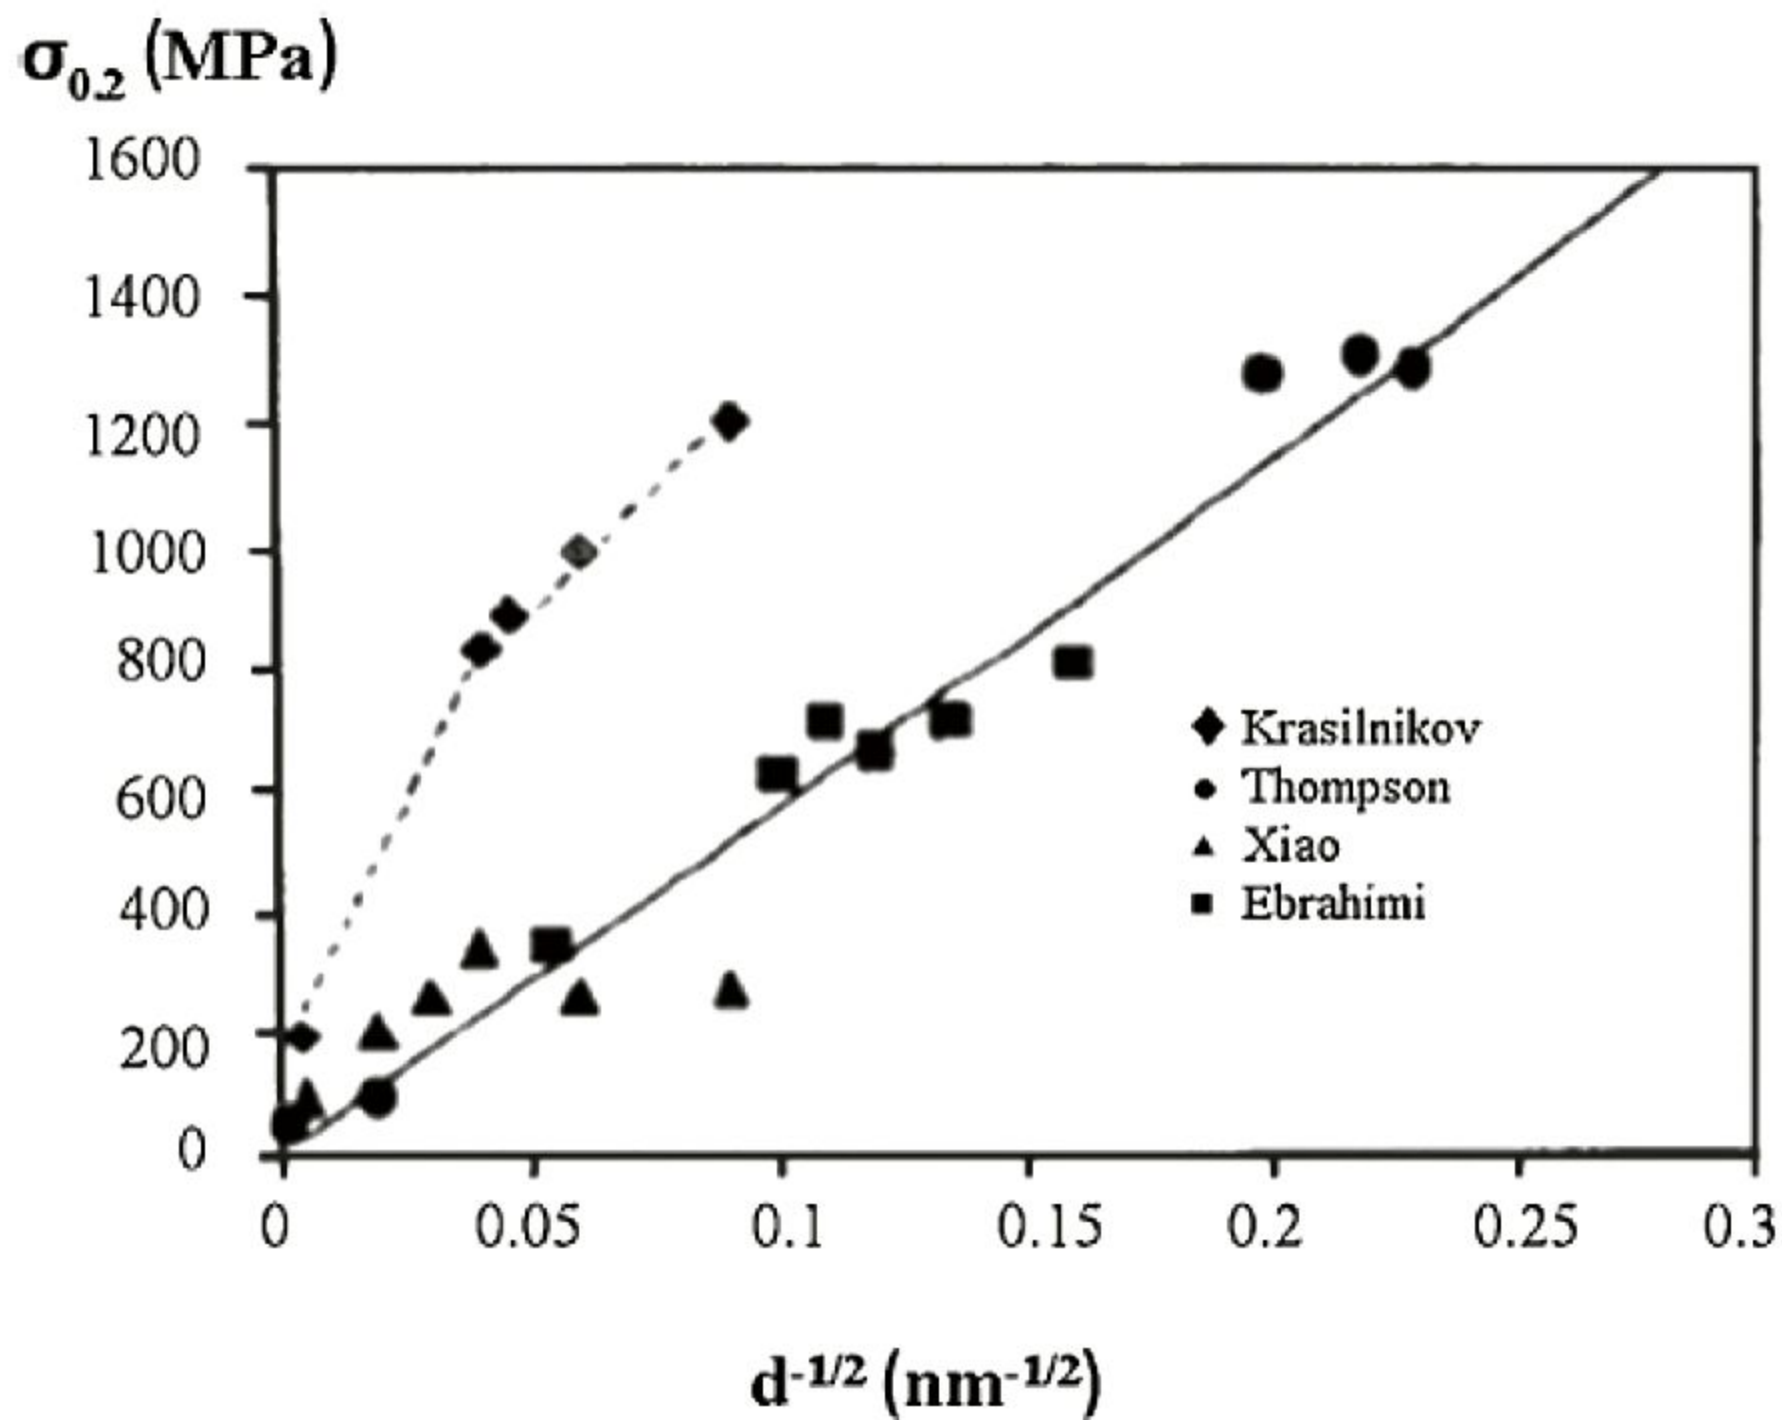 σ0.2 (MPa)
1600
1400
1200
1000
800
600
400
200
0
Krasilnikov
Thompson
Xiao
Ebrahimi
0 0.05 0.1 0.15 0.2 0.25 0.3
d-1/2 (nm-1/2)